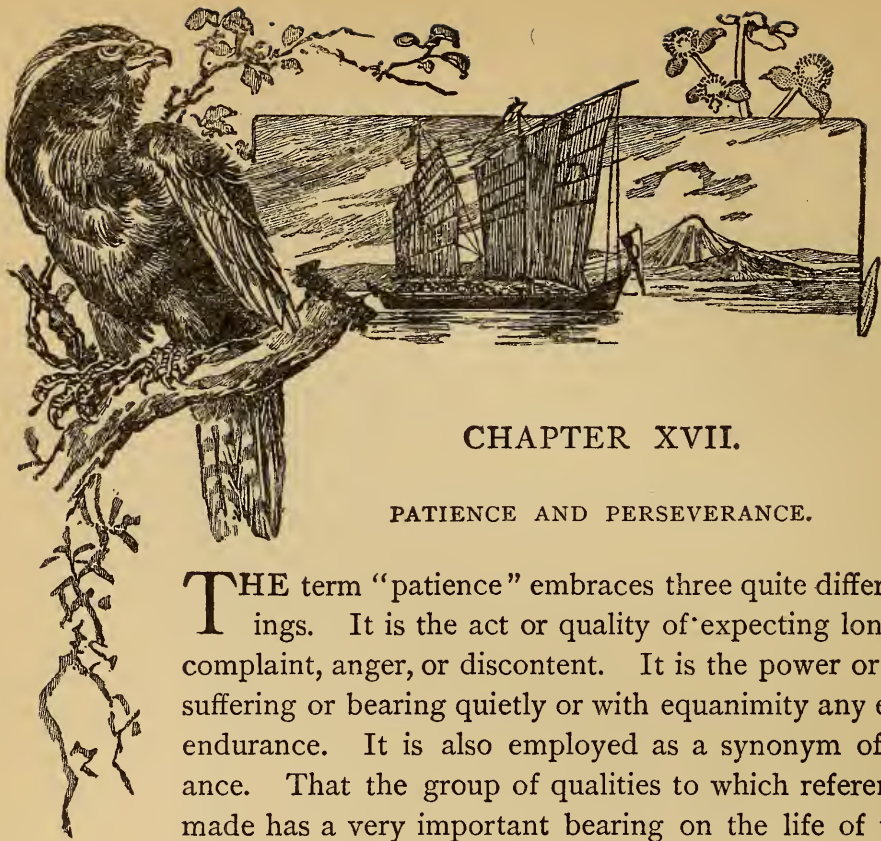 CHAPTER XVII.
PATIENCE AND PERSEVERANCE.
THE term “patience” embraces three quite differ
ings. It is the act or quality of expecting lon
complaint, anger, or discontent. It is the power or
suffering or bearing quietly or with equanimity any e
endurance. It is also employed as a synonym of
ance. That the group of qualities to which referen
made has a very important bearing on the life of